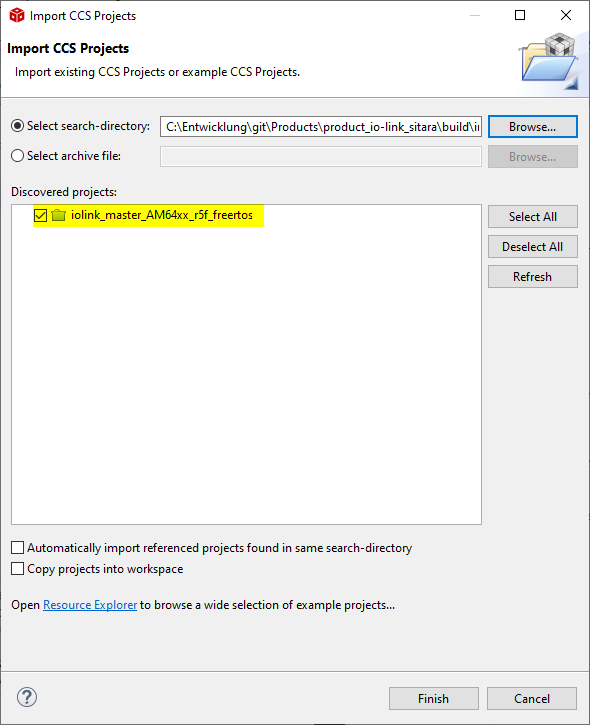 Import CCS Projects
Import CCS Projects
Import existing CCS Projects or example CCS Projects.
Select search-directory: C:\Entwicklung\git\Products\product_io-link_sitara\build\ir Browse...
Select archive file: Browse...
Discovered projects:
iolink_master_AM64xx_r5f_freertos
Select All
Deselect All
Refresh
Automatically import referenced projects found in same search-directory
Copy projects into workspace
Open Resource Explorer to browse a wide selection of example projects...
? Finish Cancel